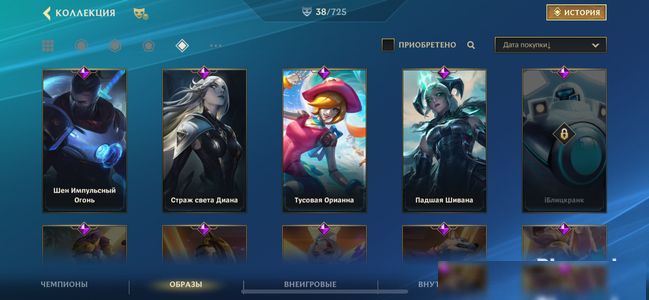 КОЛЛЕКЦИЯ
38/725
ИСТОРИЯ
ПРИОБРЕТЕНО
Дата покупки↓
Шен Импульсный
Огонь
Страж света Диана
Тусовая Орианна
Падшая Шивана
iБлицкранк
ЧЕМПИОНЫ
ОБРАЗЫ
ВНЕИГРОВЫЕ
ВНУТ